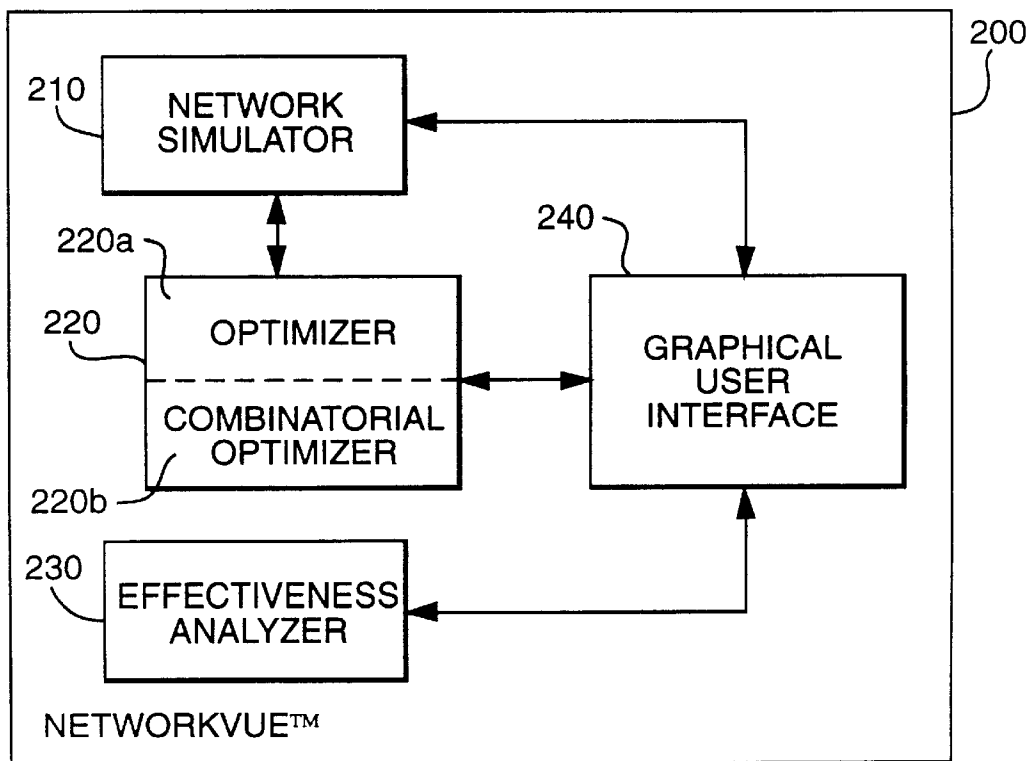 200
210
NETWORK
SIMULATOR
220a
240
220
OPTIMIZER
GRAPHICAL
USER
INTERFACE
COMBINATORIAL
OPTIMIZER
220b
230
EFFECTIVENESS
ANALYZER
NETWORKVUE™